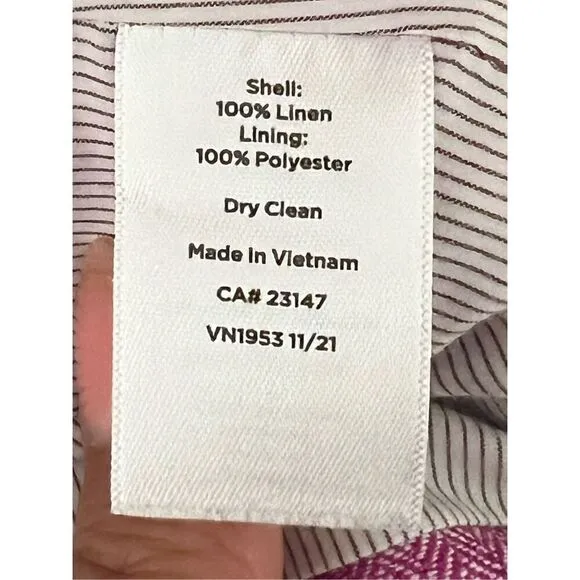 Shell:
100% Linen
Lining:
100% Polyester
Dry Clean
Made in Vietnam
CA# 23147
VN1953 11/21